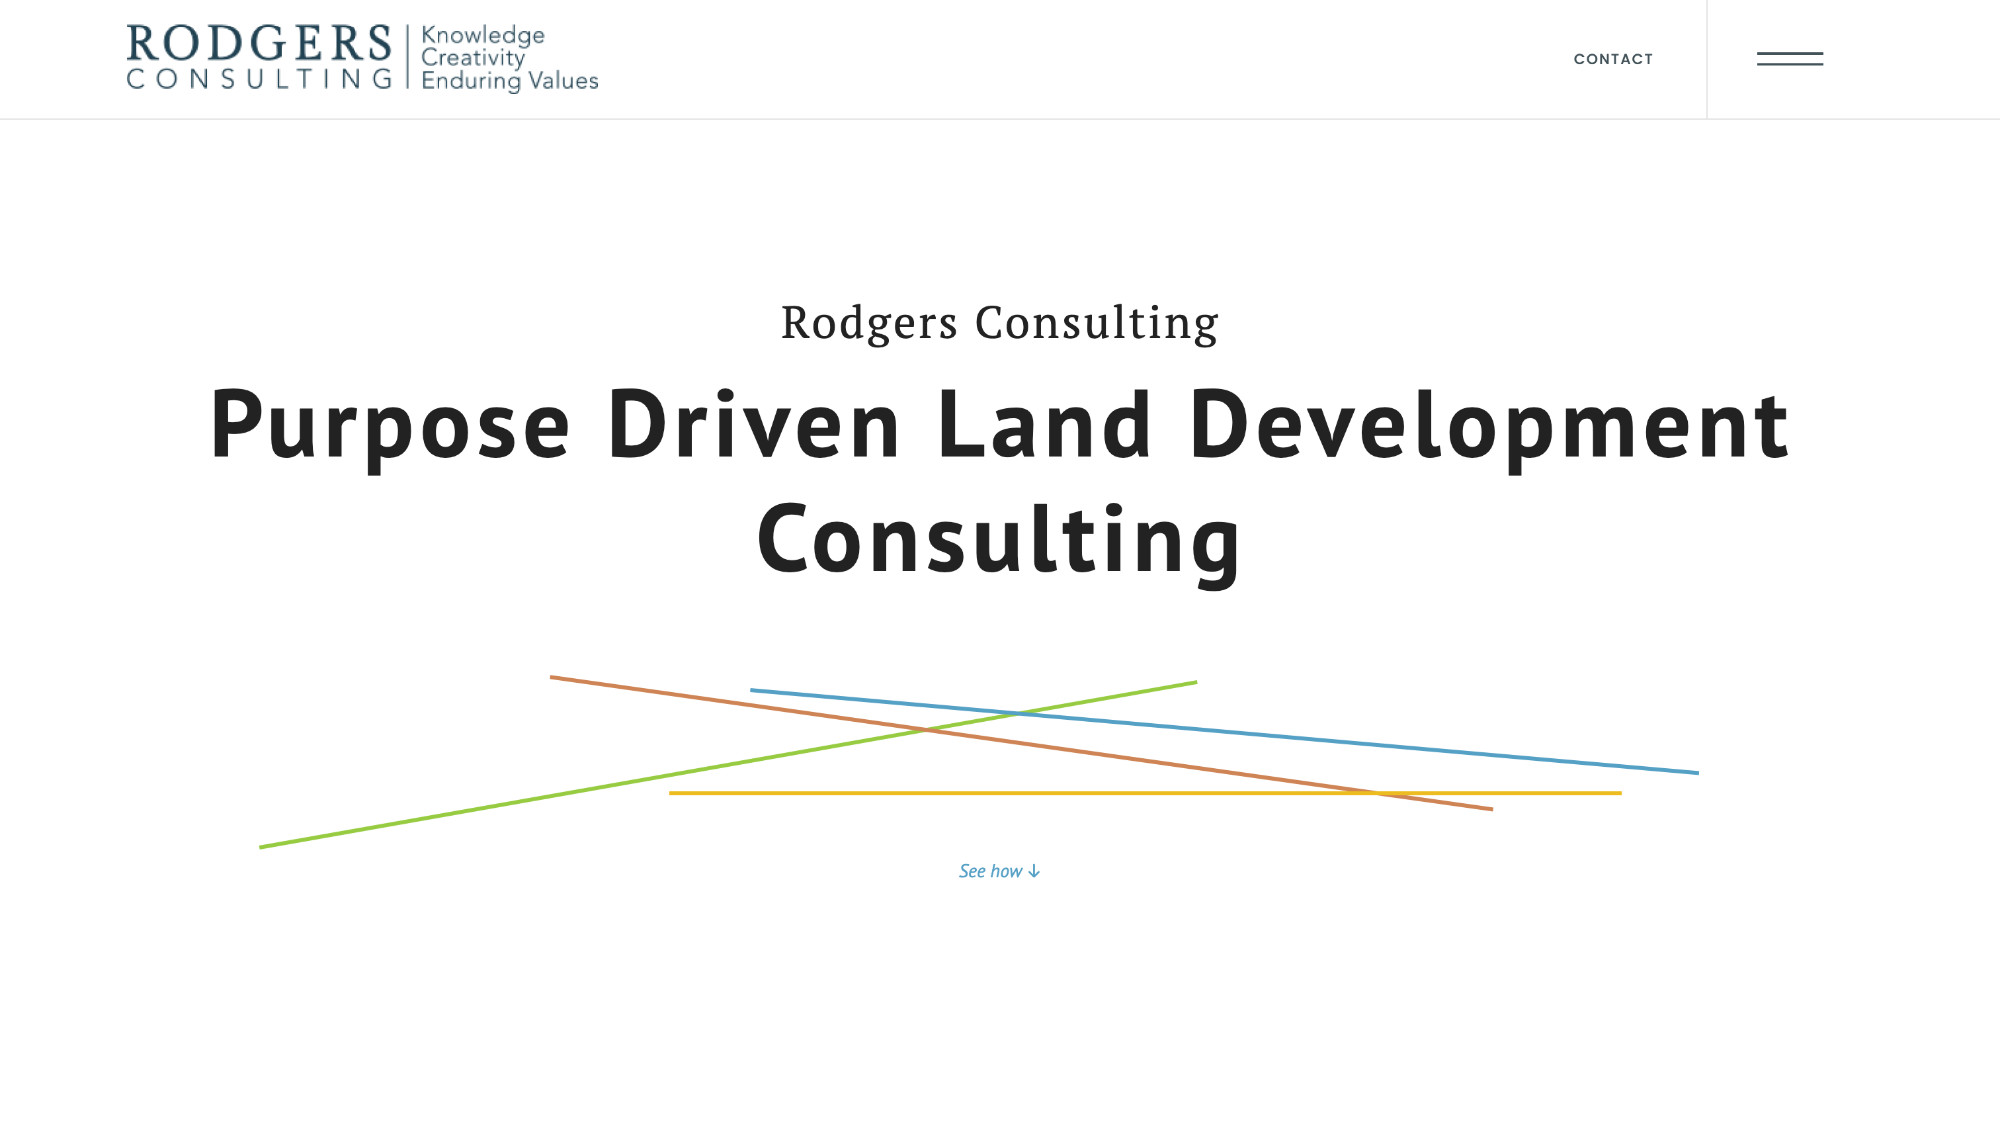 RODGERS
CONSULTING
Knowledge
Creativity
Enduring Values
CONTACT
Rodgers Consulting
Purpose Driven Land Development
Consulting
See how ↓